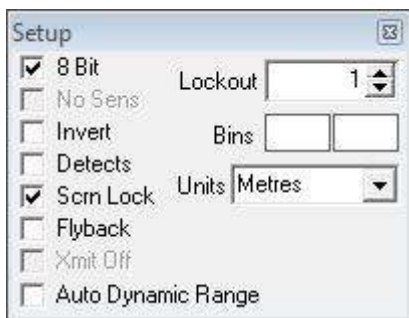 Setup
8 Bit
Lockout 1
No Sens
Invert
Bins
Detects
Scrn Lock
Units Metres
Flyback
Xmit Off
Auto Dynamic Range